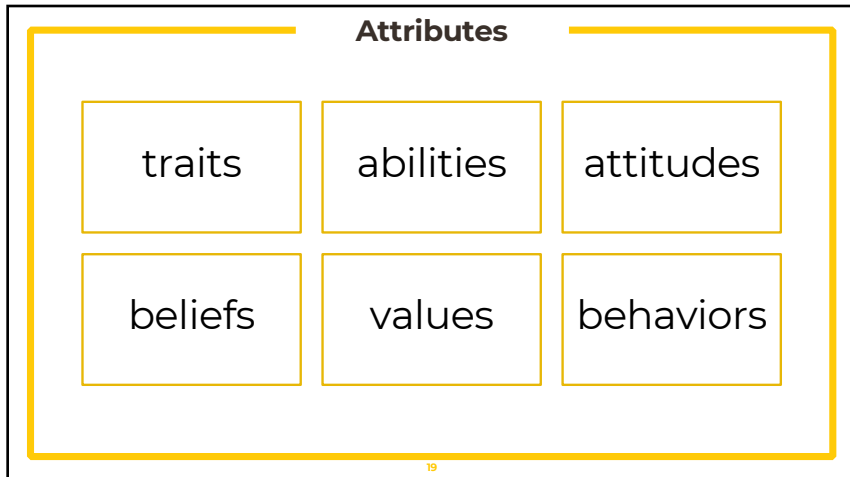 Attributes
traits
abilities
attitudes
beliefs
values
behaviors
19